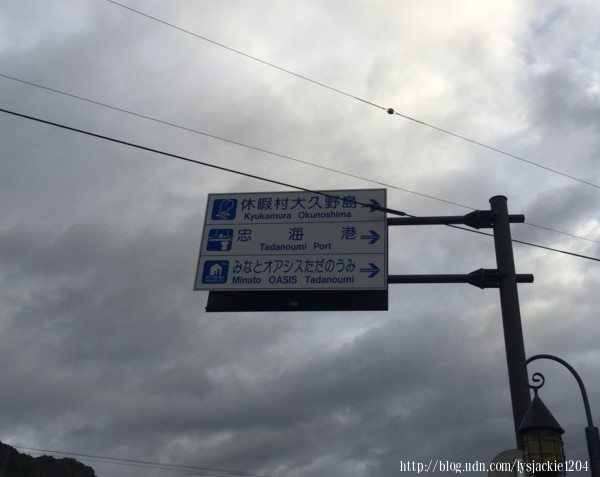 休暇村大久野島
Kyukamura Okunoshima
忠海港
Tadanoumi Port
みなとオアシスただのうみ
Minato OASIS Tadanoumi
http://blog.udn.com/lysjackie1204